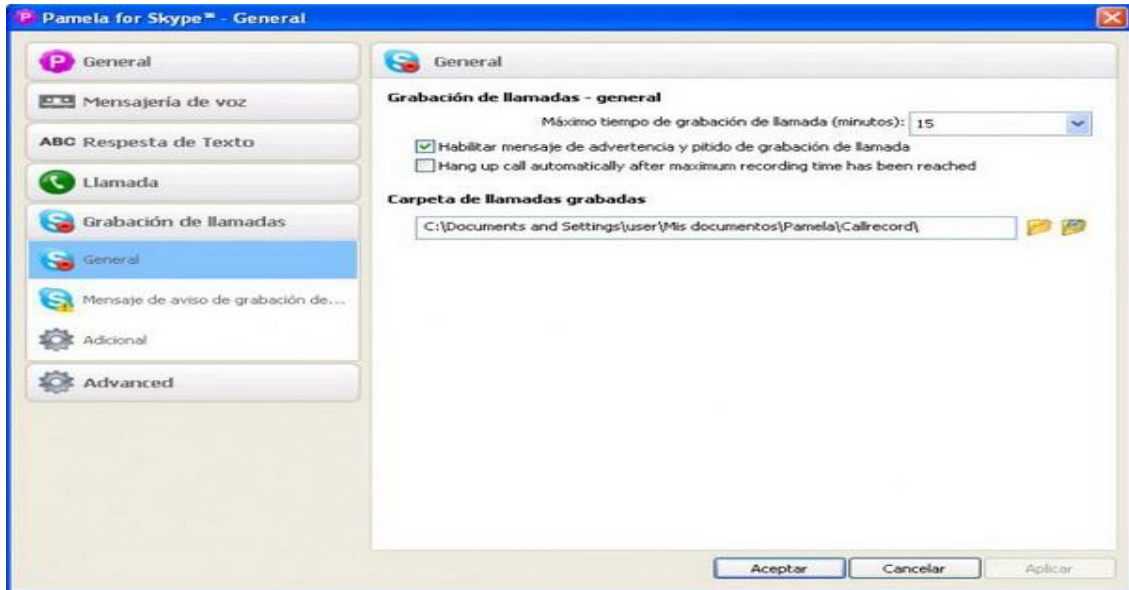 Pamela for Skype™ - General
General
Mensajería de voz
ABC Respesta de Texto
Llamada
Grabación de llamadas
General
Mensaje de aviso de grabación de...
Adicional
Advanced
General
Grabación de llamadas - general
Máximo tiempo de grabación de llamada (minutos): 15
Habilitar mensaje de advertencia y pitido de grabación de llamada
Hang up call automatically after maximum recording time has been reached
Carpeta de llamadas grabadas
C:\Documents and Settings\user\Mis documentos\Pamela\Callrecord\
Aceptar Cancelar Aplicar